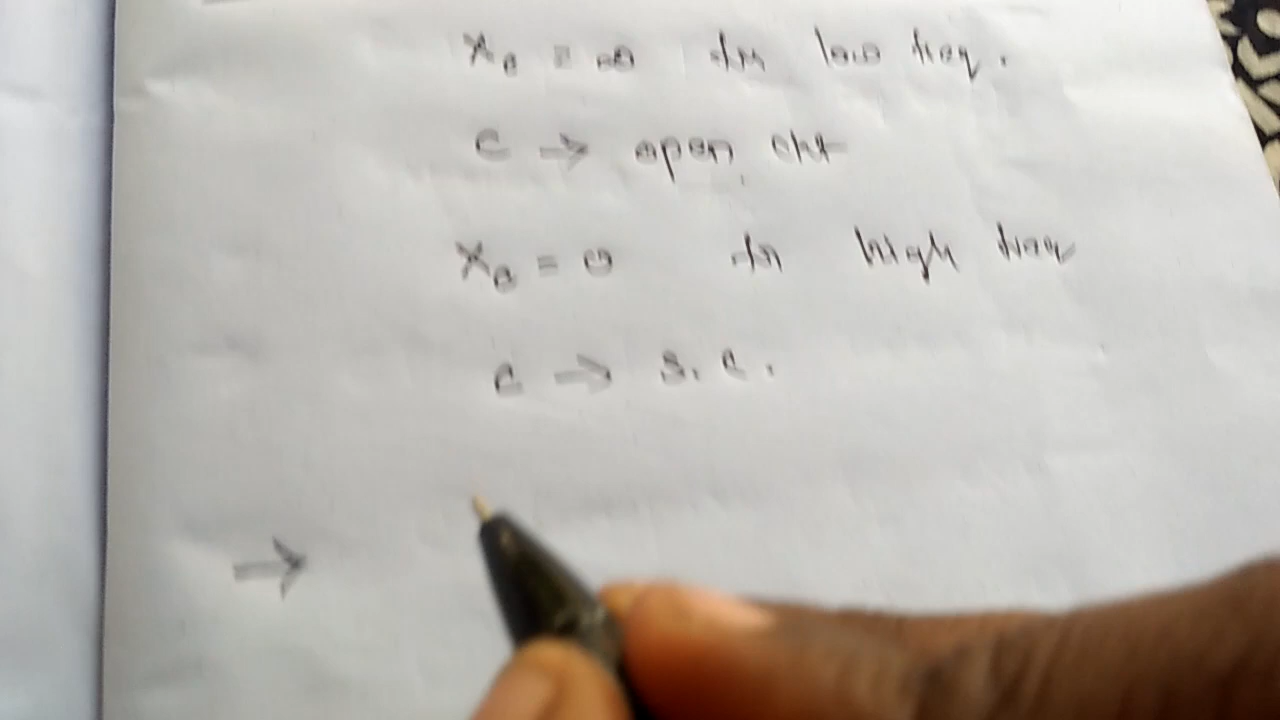 Xc = ∞ for low freq.
C → open ckt
Xc = 0 for high freq
C → S.C.
→